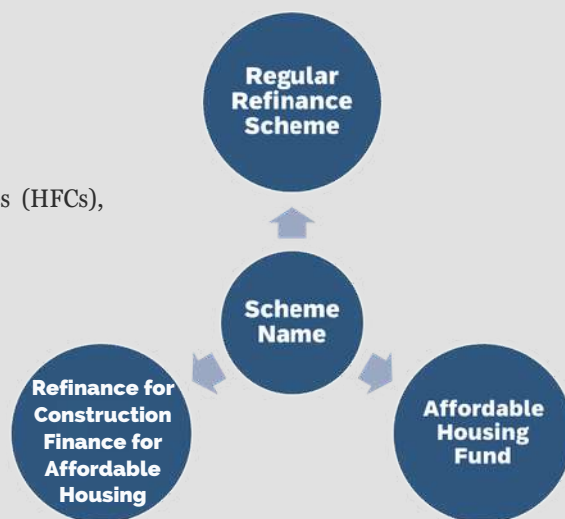 Regular
Refinance
Scheme
s (HFCs),
Scheme
Name
Refinance for
Construction
Finance for
Affordable
Housing
Affordable
Housing
Fund